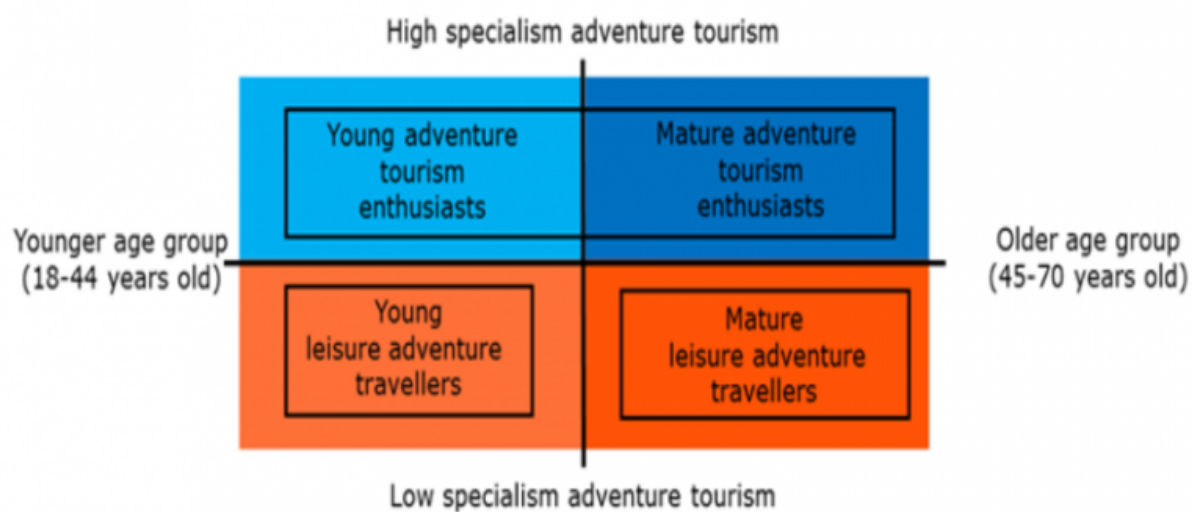 High specialism adventure tourism
Young adventure
tourism
enthusiasts
Mature adventure
tourism
enthusiasts
Younger age group
(18-44 years old)
Older age group
(45-70 years old)
Young
leisure adventure
travellers
Mature
leisure adventure
travellers
Low specialism adventure tourism